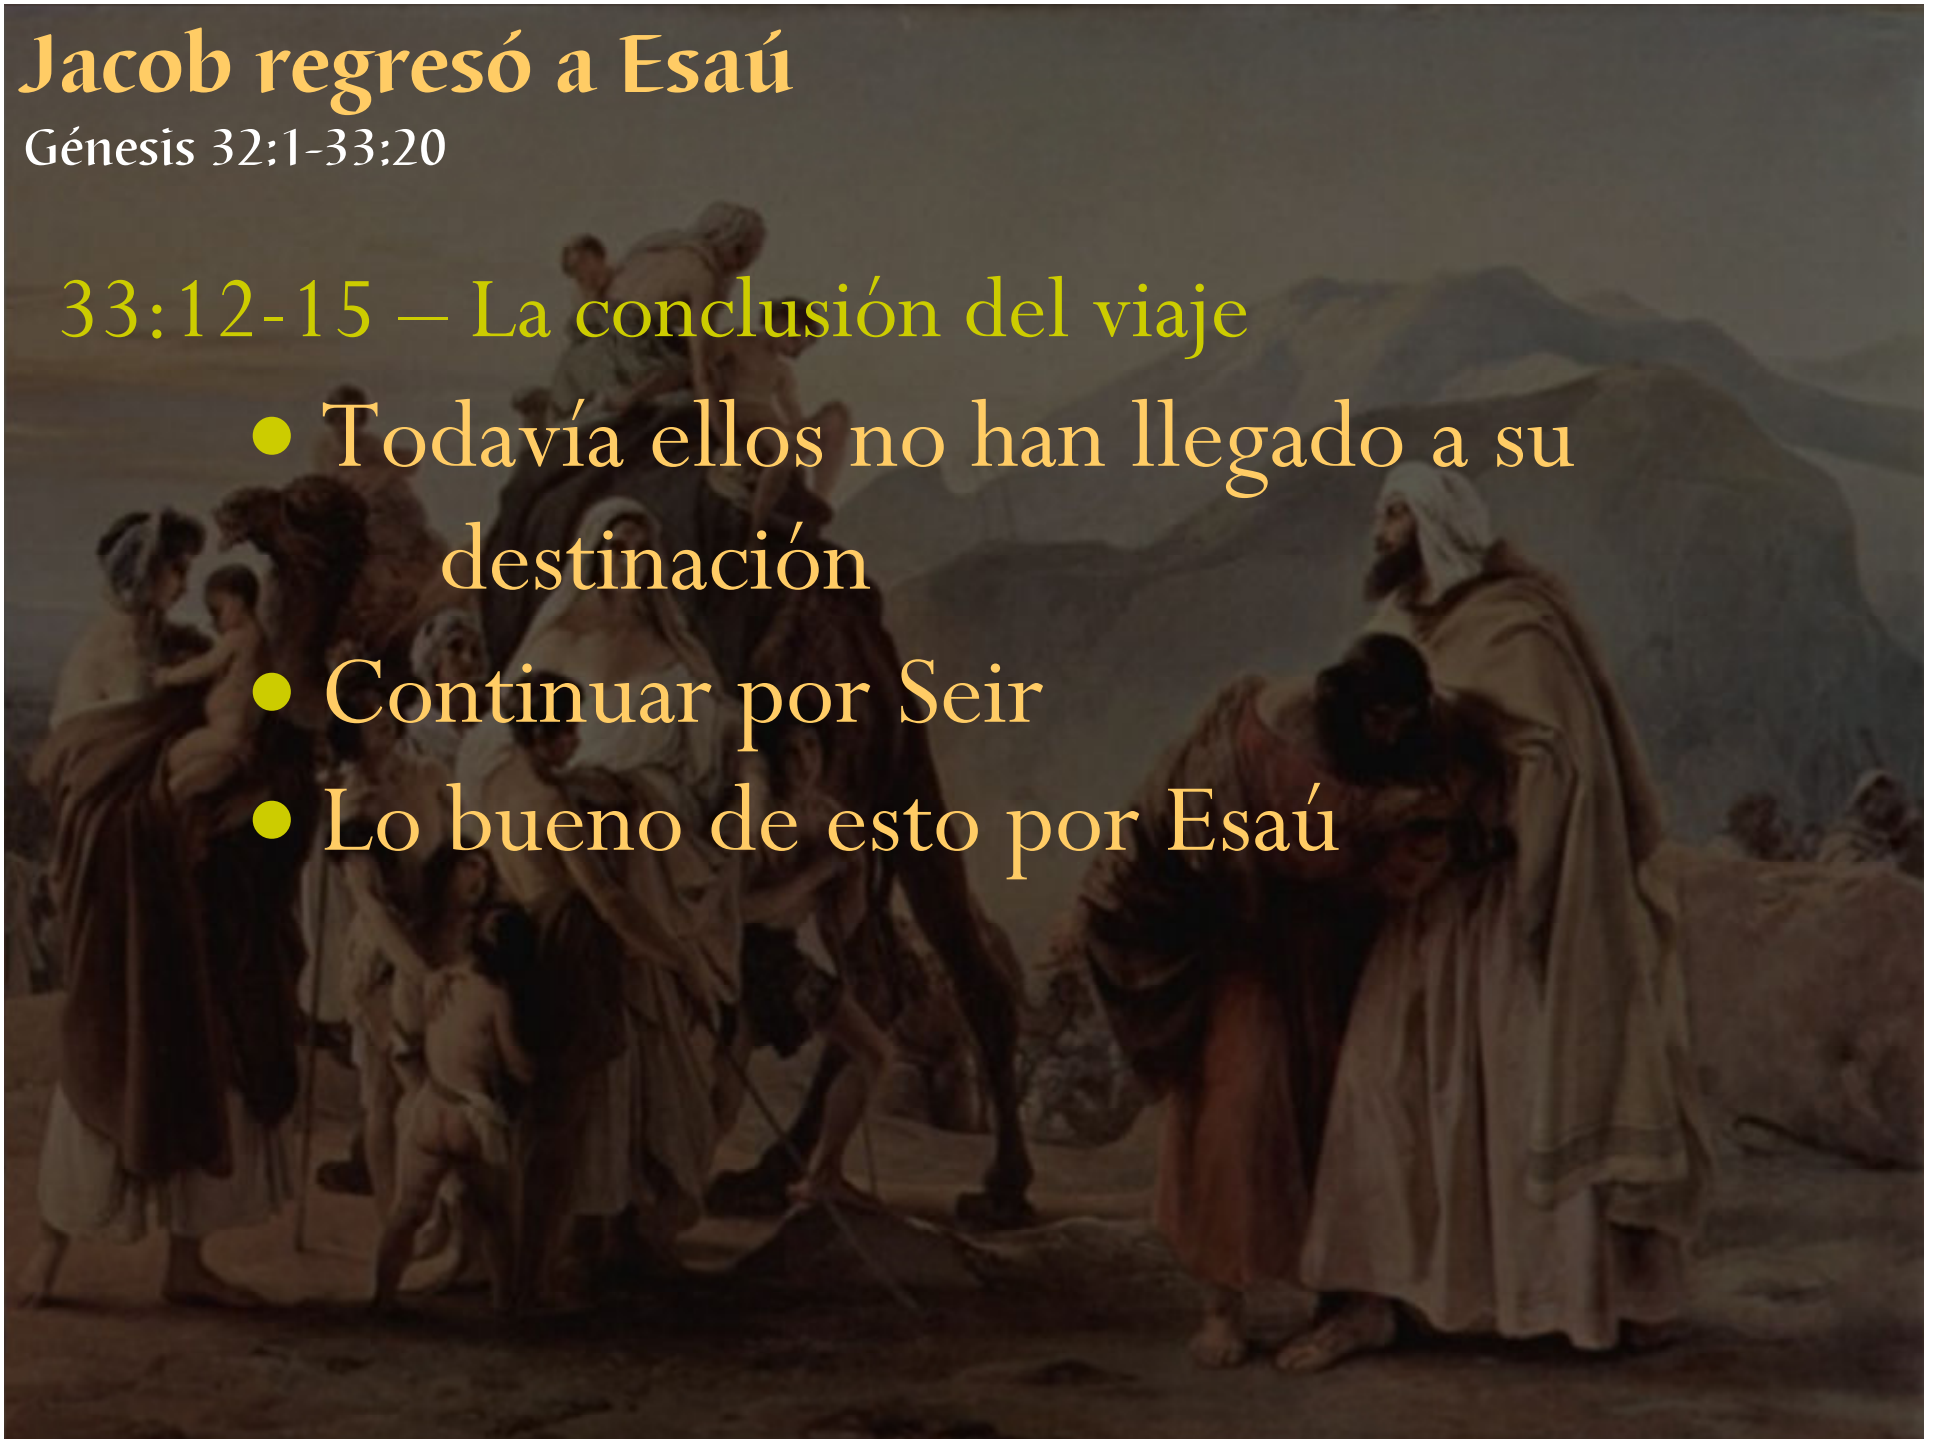 Jacob regresó a Esaú
Génesis 32:1-33:20
33:12-15 – La conclusión del viaje
• Todavía ellos no han llegado a su
destinación
• Continuar por Seir
• Lo bueno de esto por Esaú